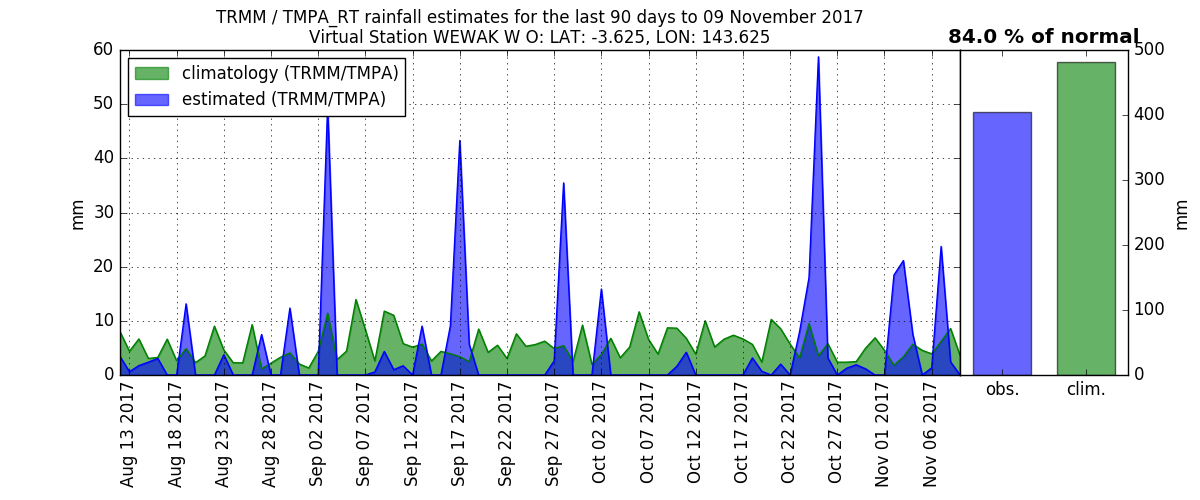 TRMM / TMPA_RT rainfall estimates for the last 90 days to 09 November 2017
Virtual Station WEWAK W O: LAT: -3.625, LON: 143.625
84.0 % of normal
climatology (TRMM/TMPA)
estimated (TRMM/TMPA)
60
50
40
30
20
10
0
mm
Aug 13 2017
Aug 18 2017
Aug 23 2017
Aug 28 2017
Sep 02 2017
Sep 07 2017
Sep 12 2017
Sep 17 2017
Sep 22 2017
Sep 27 2017
Oct 02 2017
Oct 07 2017
Oct 12 2017
Oct 17 2017
Oct 22 2017
Oct 27 2017
Nov 01 2017
Nov 06 2017
500
400
300
200
100
0
mm
obs.
clim.